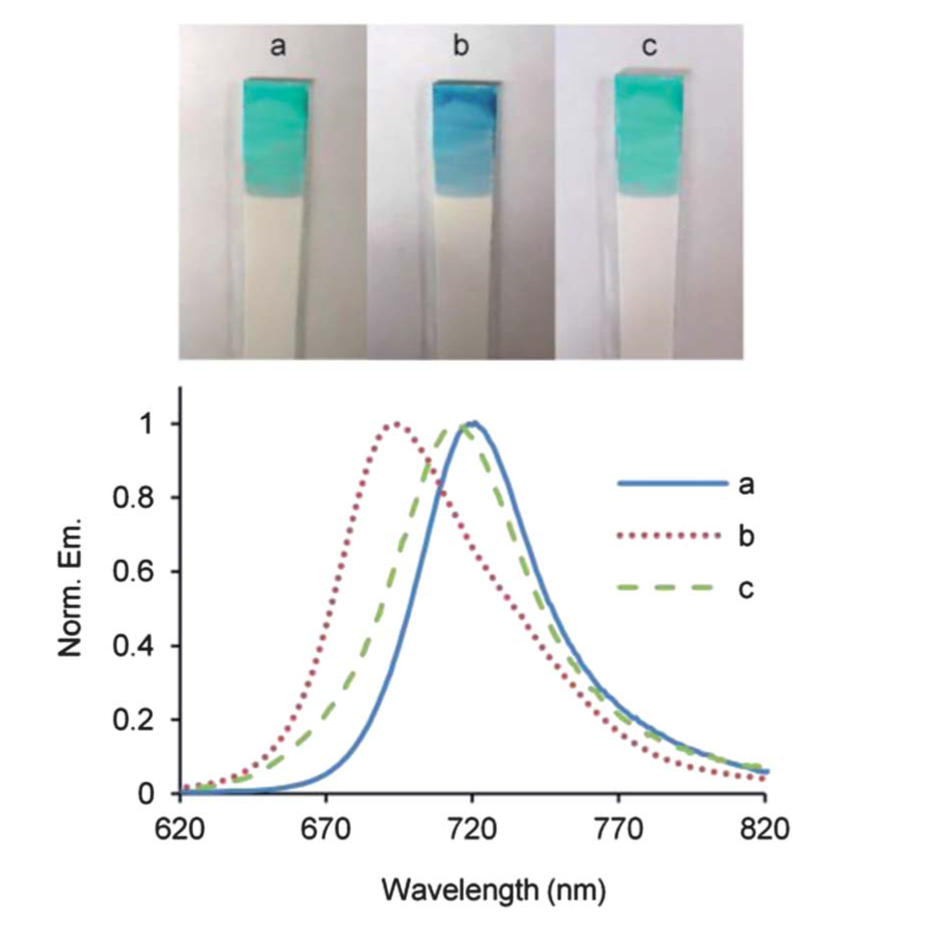 a b c
1
0.8
0.6
0.4
0.2
0
Norm. Em.
a
b
c
620 670 720 770 820
Wavelength (nm)